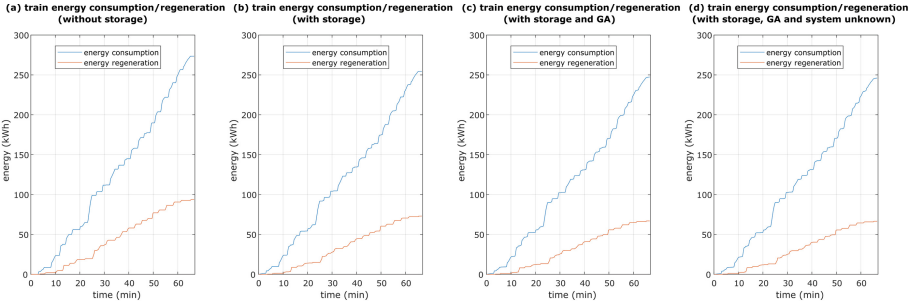 (a) train energy consumption/regeneration
(without storage)
300
250
200
150
100
50
0
energy (kWh)
energy consumption
energy regeneration
0 10 20 30 40 50 60
time (min)
(b) train energy consumption/regeneration
(with storage)
300
250
200
150
100
50
0
energy (kWh)
energy consumption
energy regeneration
0 10 20 30 40 50 60
time (min)
(c) train energy consumption/regeneration
(with storage and GA)
300
250
200
150
100
50
0
energy (kWh)
energy consumption
energy regeneration
0 10 20 30 40 50 60
time (min)
(d) train energy consumption/regeneration
(with storage, GA and system unknown)
300
250
200
150
100
50
0
energy (kWh)
energy consumption
energy regeneration
0 10 20 30 40 50 60
time (min)